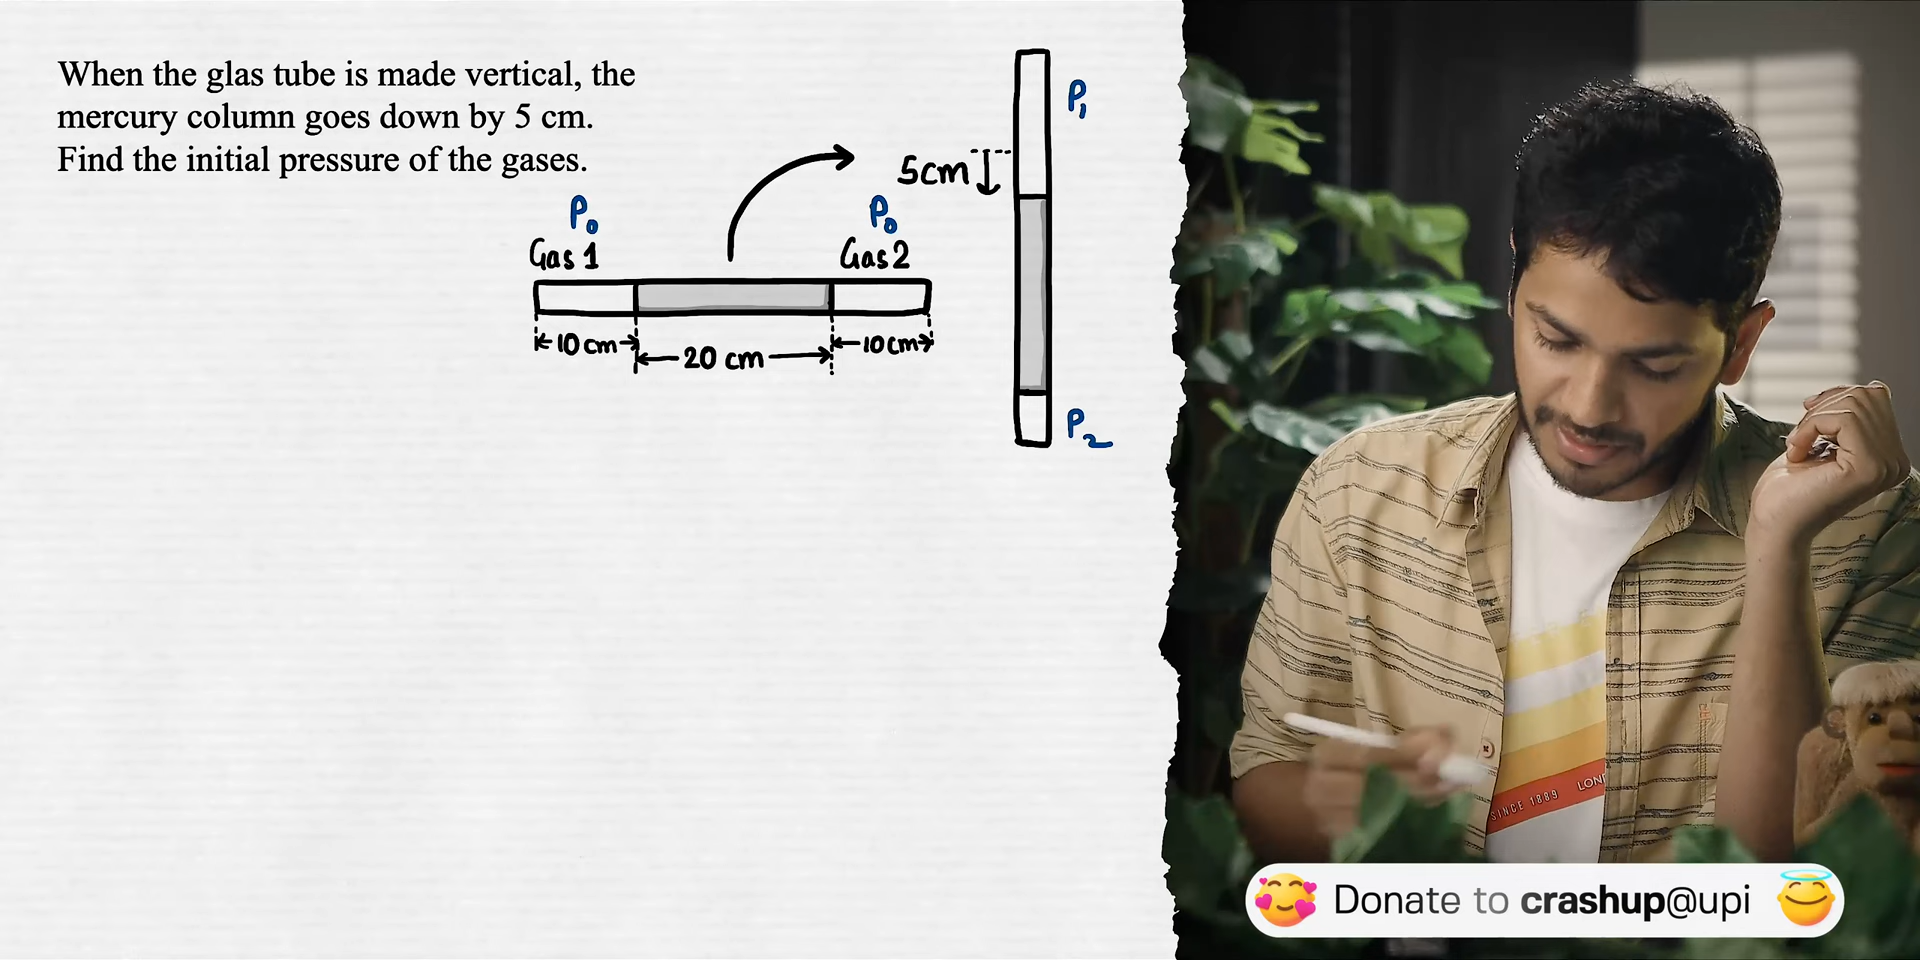 When the glas tube is made vertical, the
mercury column goes down by 5 cm.
Find the initial pressure of the gases.
P₀
Gas 1
P₀
Gas 2
10 cm
20 cm
10 cm
5cm
P₁
P₂
SINCE 1889 LON
Donate to crashup@upi